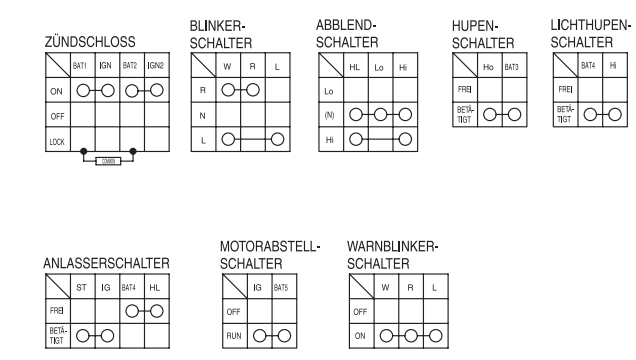 ZÜNDSCHLOSS
BAT1 IGN BAT2 IGN2
ON
OFF
LOCK
COMMON
BLINKER-
SCHALTER
W R L
R
N
L
ABBLEND-
SCHALTER
HL Lo Hi
Lo
(N)
Hi
HUPEN-
SCHALTER
Ho BAT3
FREI
BETÄ-
TIGT
LICHTHUPEN-
SCHALTER
BAT4 Hi
FREI
BETÄ-
TIGT
ANLASSERSCHALTER
ST IG BAT4 HL
FREI
BETÄ-
TIGT
MOTORABSTELL-
SCHALTER
IG BAT5
OFF
RUN
WARNBLINKER-
SCHALTER
W R L
OFF
ON